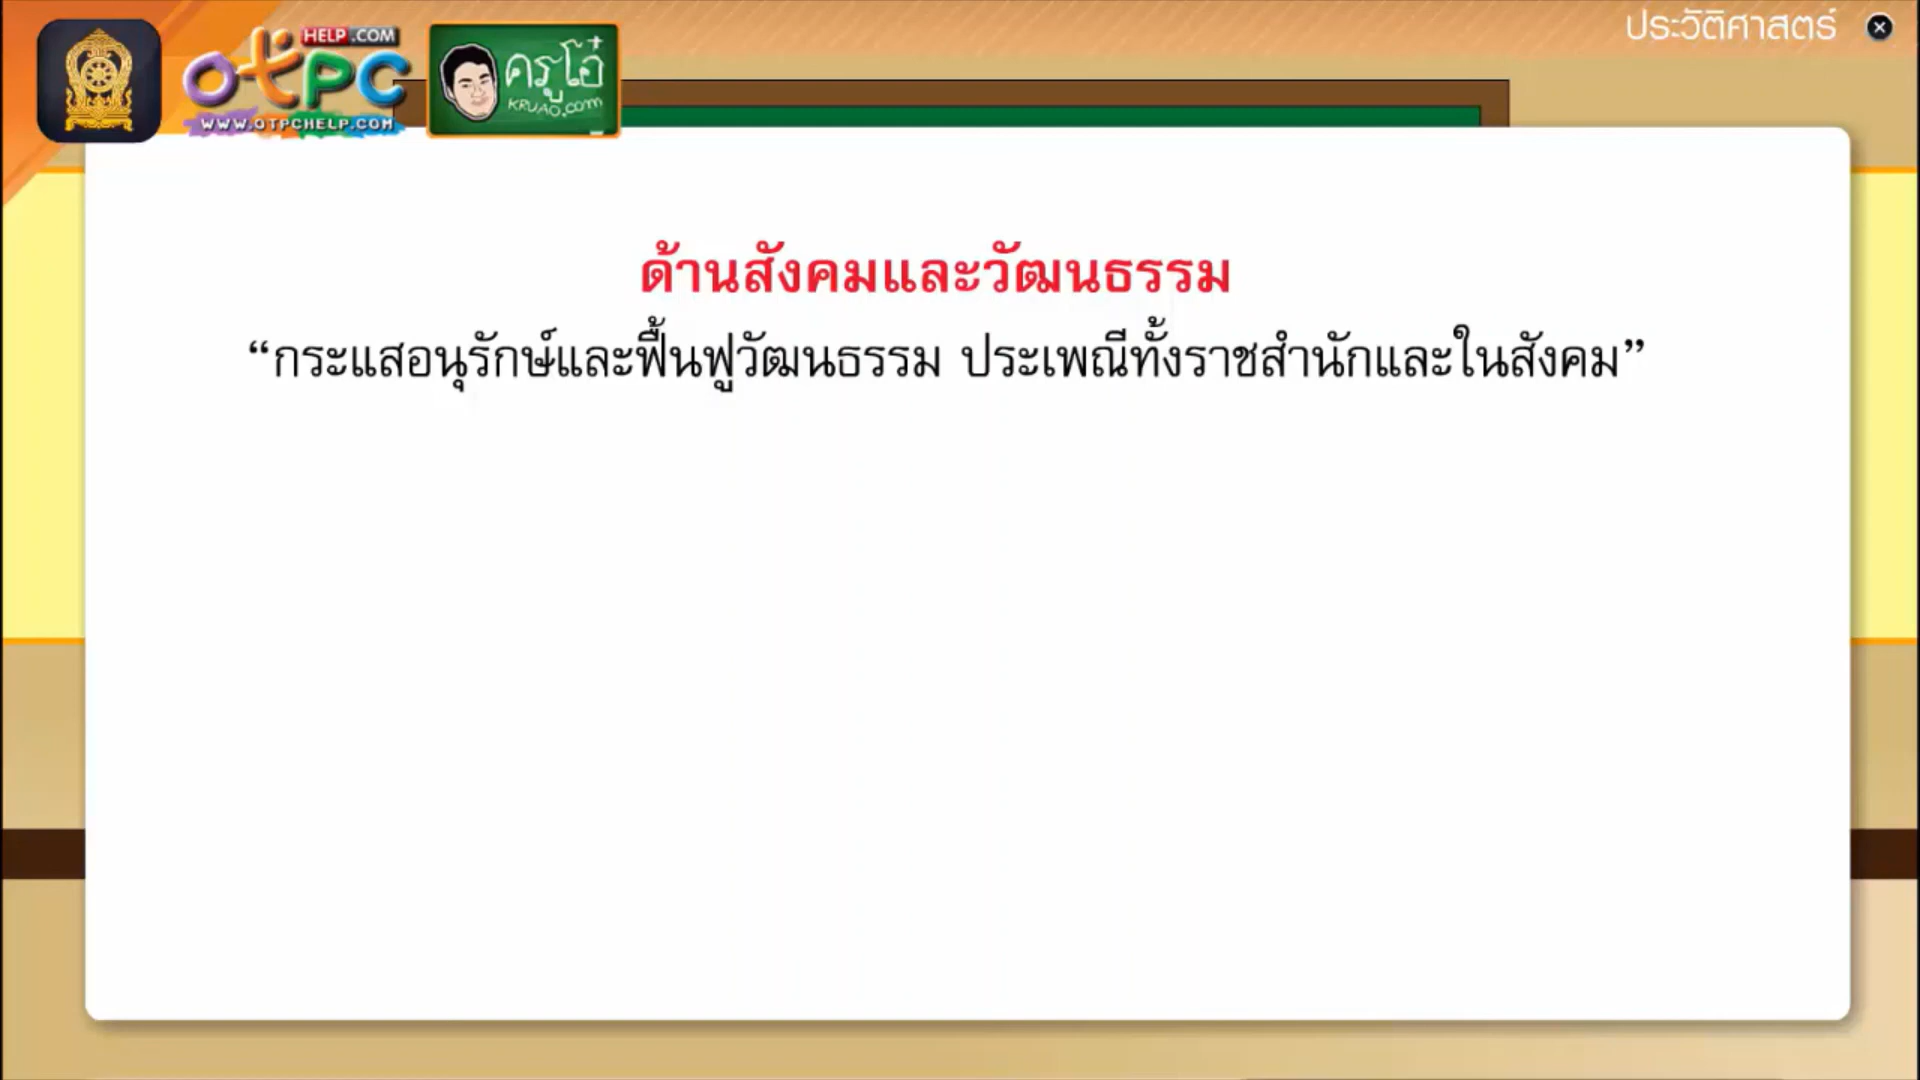 ประวัติศาสตร์
HELP.COM
otpc
WWW.OTPCHELP.COM
ครูโอ๋
KRUAO.COM
ด้านสังคมและวัฒนธรรม
“กระแสอนุรักษ์และฟื้นฟูวัฒนธรรม ประเพณีทั้งราชสำนักและในสังคม”